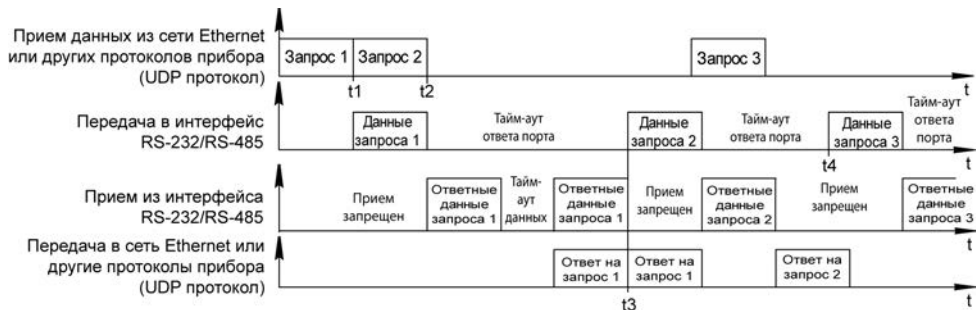 Прием данных из сети Ethernet
или других протоколов прибора
(UDP протокол)
Запрос 1
Запрос 2
Запрос 3
t
t1
t2
Передача в интерфейс
RS-232/RS-485
Данные
запроса 1
Тайм-аут
ответа порта
Данные
запроса 2
Тайм-аут
ответа порта
Данные
запроса 3
Тайм-аут
ответа
порта
t
t4
Прием из интерфейса
RS-232/RS-485
Прием
запрещен
Ответные
данные
запроса 1
Тайм-
аут
данных
Ответные
данные
запроса 1
Прием
запрещен
Ответные
данные
запроса 2
Прием
запрещен
Ответные
данные
запроса 3
t
Передача в сеть Ethernet или
другие протоколы прибора
(UDP протокол)
Ответ на
запрос 1
Ответ на
запрос 1
Ответ на
запрос 2
t
t3